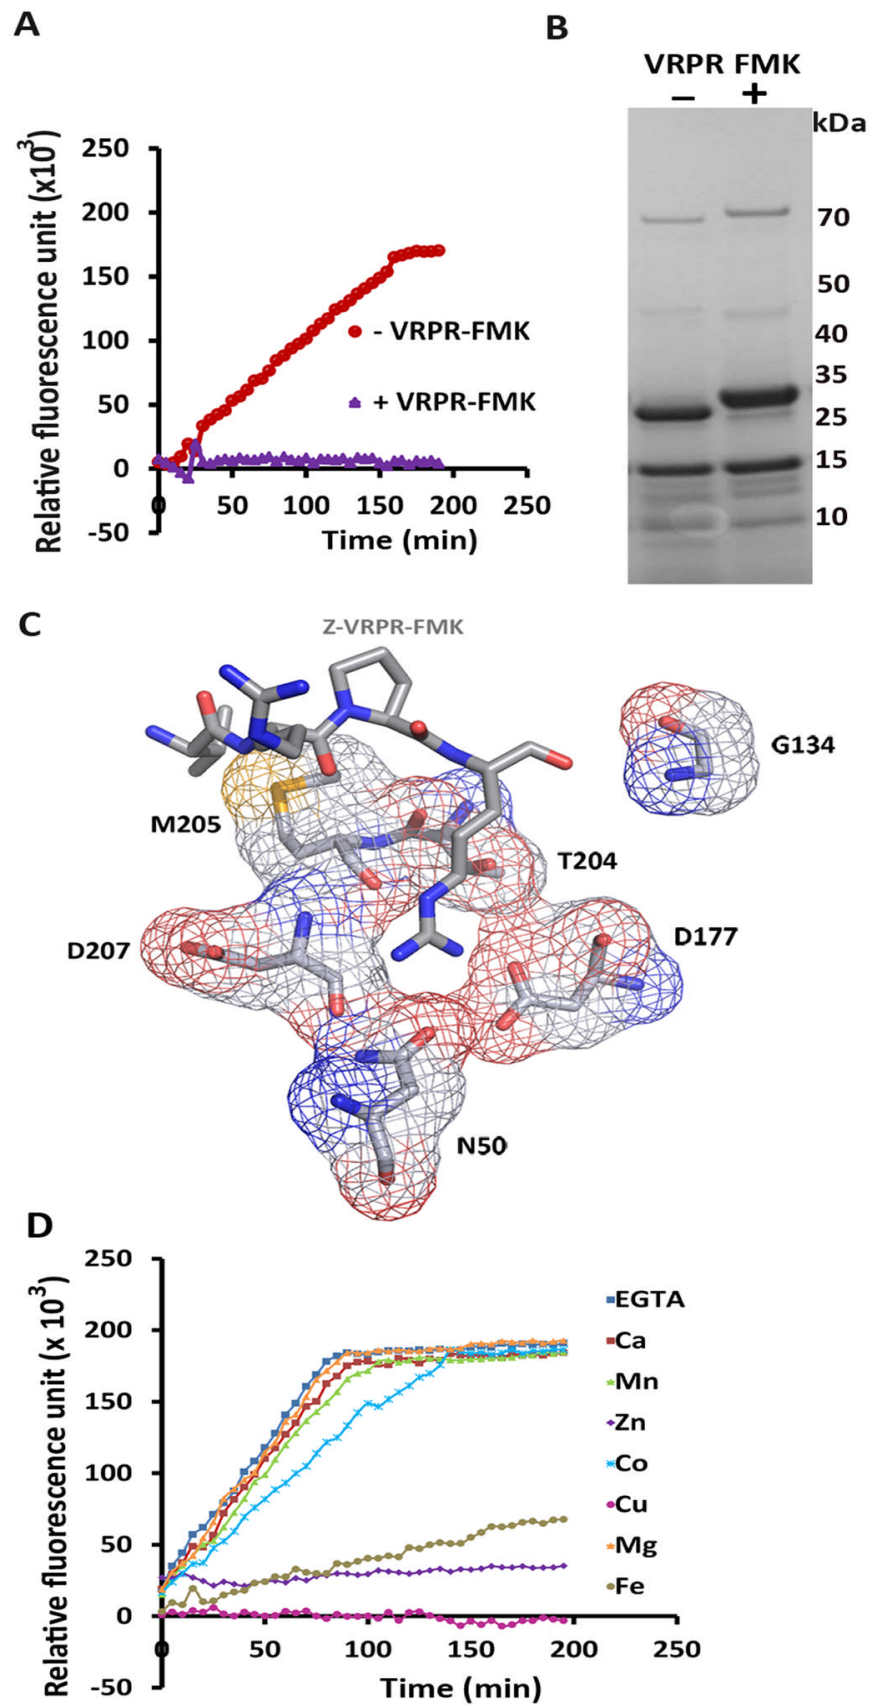 A
Relative fluorescence unit (x10³)
250
200
150
100
50
0
-50
0
50
100
150
200
250
Time (min)
- VRPR-FMK
+ VRPR-FMK
B
VRPR FMK
– +
kDa
70
50
40
35
25
15
10
C
Z-VRPR-FMK
G134
M205
T204
D207
D177
N50
D
Relative fluorescence unit (x 10³)
250
200
150
100
50
0
-50
0
50
100
150
200
250
Time (min)
EGTA
Ca
Mn
Zn
Co
Cu
Mg
Fe